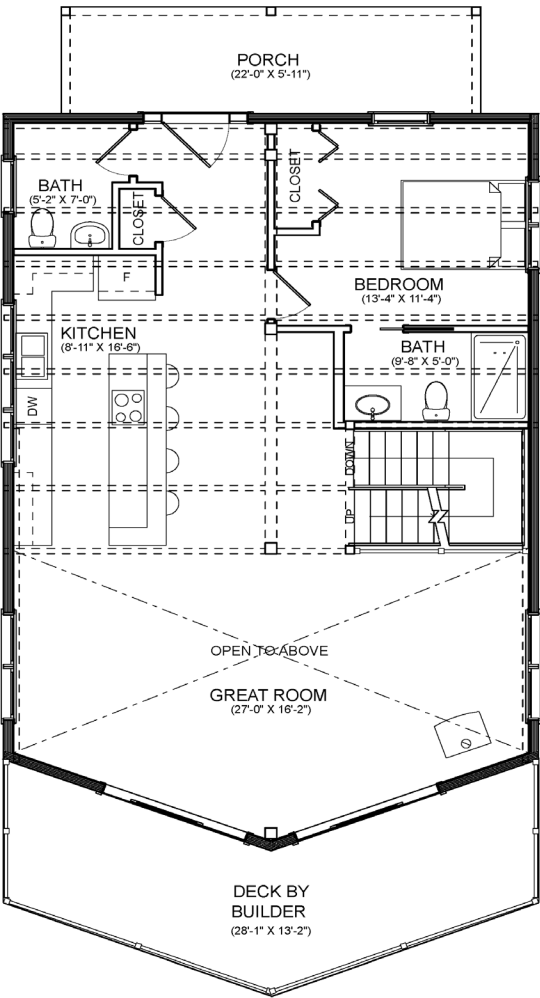 PORCH
(22'-0" X 5'-11")
BATH
(5'-2" X 7'-0")
CLOSET
CLOSET
BEDROOM
(13'-4" X 11'-4")
F
KITCHEN
(8'-11" X 16'-6")
BATH
(9'-8" X 5'-0")
DW
DOWN
UP
OPEN TO ABOVE
GREAT ROOM
(27'-0" X 16'-2")
DECK BY
BUILDER
(28'-1" X 13'-2")